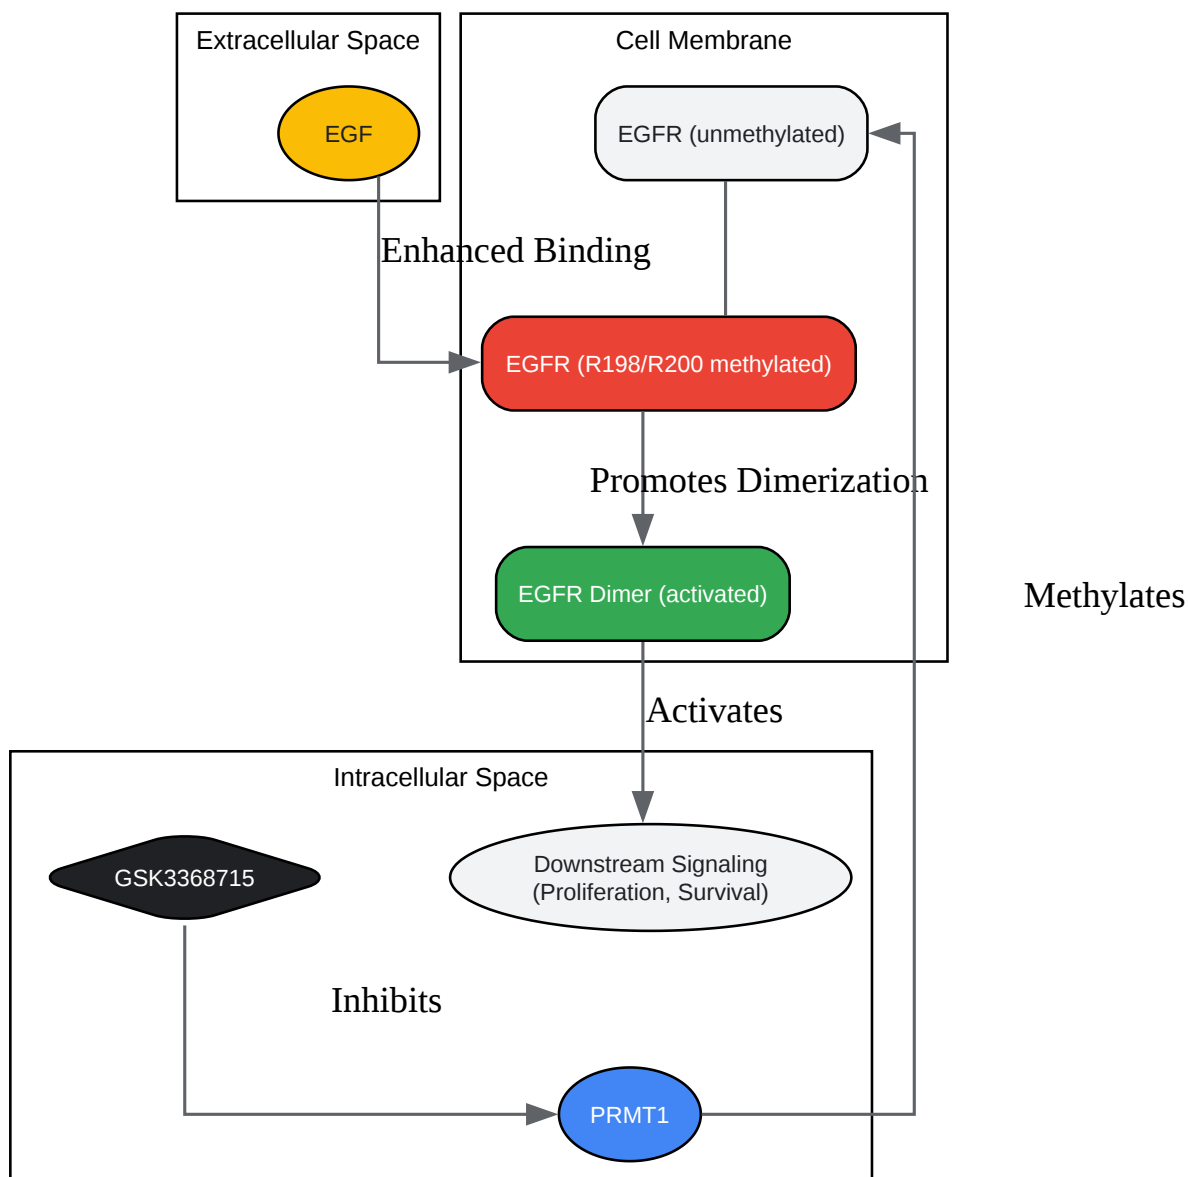 Extracellular Space
Cell Membrane
EGF
EGFR (unmethylated)
Enhanced Binding
EGFR (R198/R200 methylated)
Promotes Dimerization
EGFR Dimer (activated)
Methylates
Activates
Intracellular Space
GSK3368715
Downstream Signaling
(Proliferation, Survival)
Inhibits
PRMT1